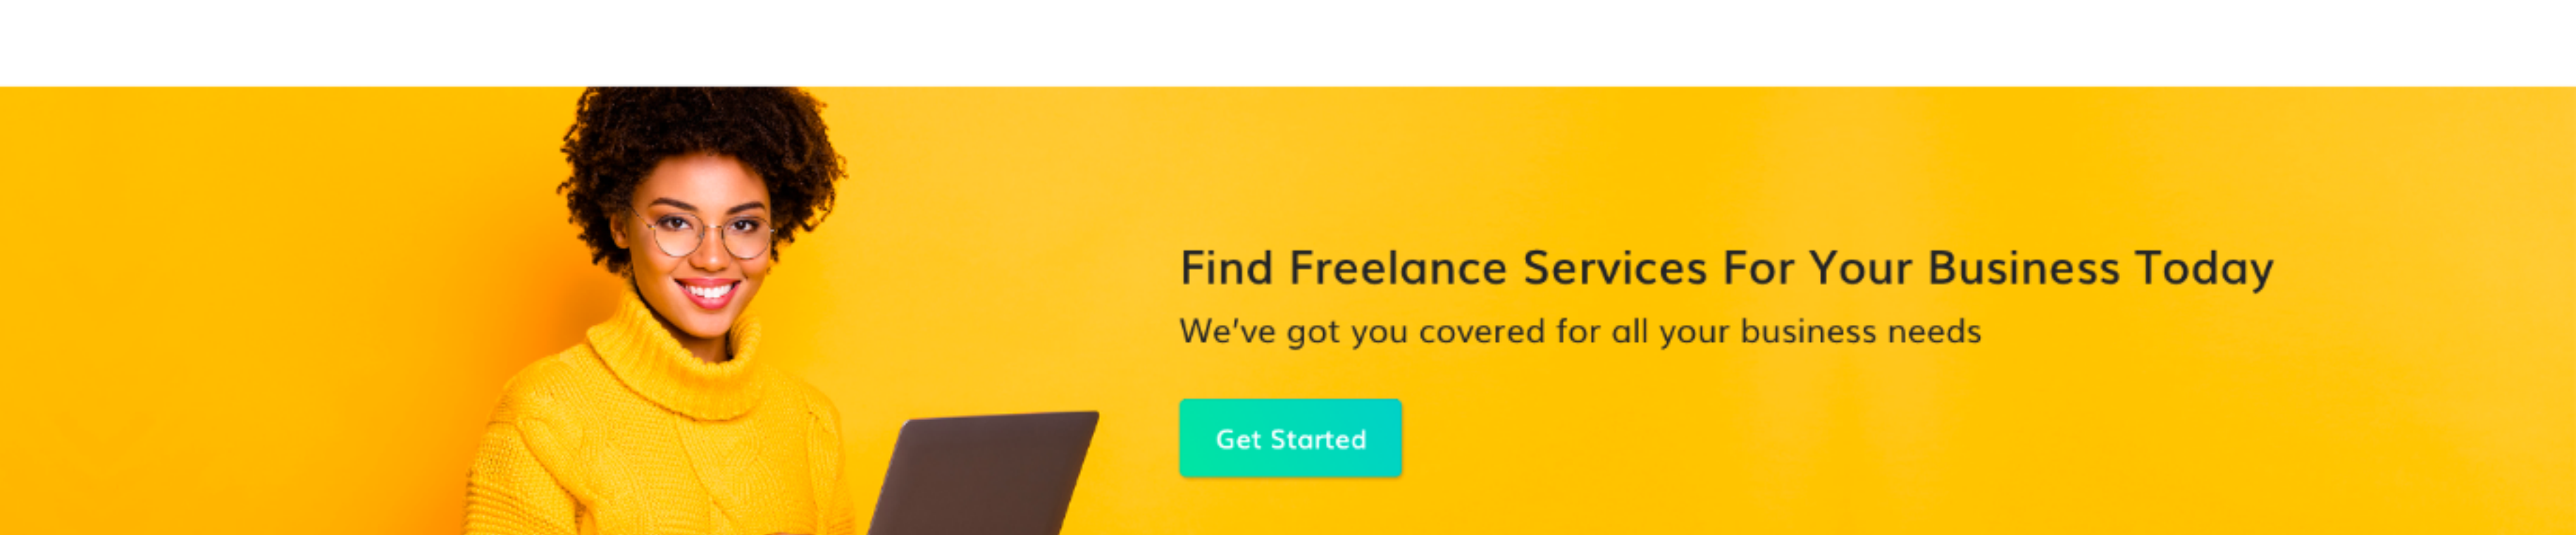 Find Freelance Services For Your Business Today
We've got you covered for all your business needs
Get Started